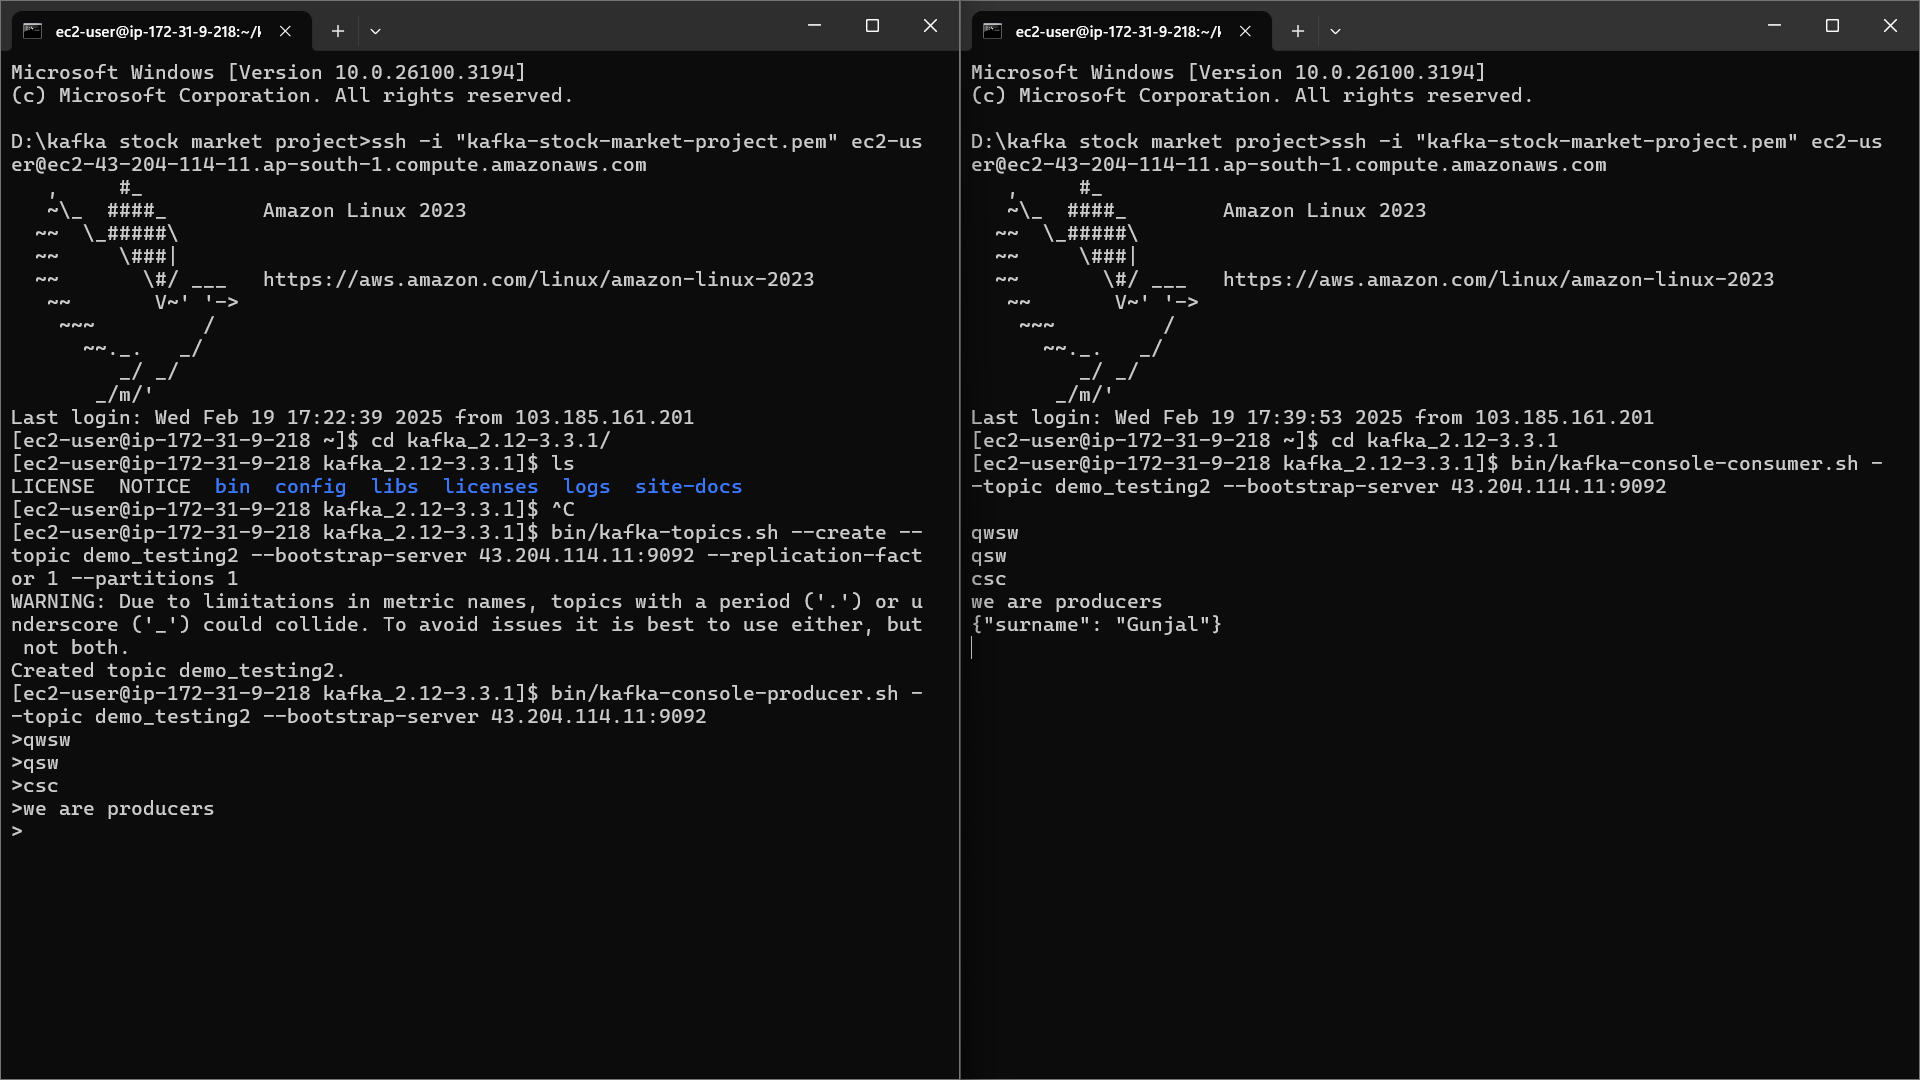 ec2-user@ip-172-31-9-218:~/k
Microsoft Windows [Version 10.0.26100.3194]
(c) Microsoft Corporation. All rights reserved.
D:\kafka stock market project>ssh -i "kafka-stock-market-project.pem" ec2-us
er@ec2-43-204-114-11.ap-south-1.compute.amazonaws.com
   ,     #_
   ~\_  ####_        Amazon Linux 2023
  ~~  \_#####\
  ~~     \###|
  ~~       \#/ ___   https://aws.amazon.com/linux/amazon-linux-2023
   ~~       V~' '->
    ~~~         /
      ~~._.   _/
         _/ _/
       _/m/'
Last login: Wed Feb 19 17:22:39 2025 from 103.185.161.201
[ec2-user@ip-172-31-9-218 ~]$ cd kafka_2.12-3.3.1/
[ec2-user@ip-172-31-9-218 kafka_2.12-3.3.1]$ ls
LICENSE  NOTICE  bin  config  libs  licenses  logs  site-docs
[ec2-user@ip-172-31-9-218 kafka_2.12-3.3.1]$ ^C
[ec2-user@ip-172-31-9-218 kafka_2.12-3.3.1]$ bin/kafka-topics.sh --create --
topic demo_testing2 --bootstrap-server 43.204.114.11:9092 --replication-fact
or 1 --partitions 1
WARNING: Due to limitations in metric names, topics with a period ('.') or u
nderscore ('_') could collide. To avoid issues it is best to use either, but
 not both.
Created topic demo_testing2.
[ec2-user@ip-172-31-9-218 kafka_2.12-3.3.1]$ bin/kafka-console-producer.sh -
-topic demo_testing2 --bootstrap-server 43.204.114.11:9092
>qwsw
>qsw
>csc
>we are producers
>
ec2-user@ip-172-31-9-218:~/k
Microsoft Windows [Version 10.0.26100.3194]
(c) Microsoft Corporation. All rights reserved.
D:\kafka stock market project>ssh -i "kafka-stock-market-project.pem" ec2-us
er@ec2-43-204-114-11.ap-south-1.compute.amazonaws.com
   ,     #_
   ~\_  ####_        Amazon Linux 2023
  ~~  \_#####\
  ~~     \###|
  ~~       \#/ ___   https://aws.amazon.com/linux/amazon-linux-2023
   ~~       V~' '->
    ~~~         /
      ~~._.   _/
         _/ _/
       _/m/'
Last login: Wed Feb 19 17:39:53 2025 from 103.185.161.201
[ec2-user@ip-172-31-9-218 ~]$ cd kafka_2.12-3.3.1
[ec2-user@ip-172-31-9-218 kafka_2.12-3.3.1]$ bin/kafka-console-consumer.sh -
-topic demo_testing2 --bootstrap-server 43.204.114.11:9092
qwsw
qsw
csc
we are producers
{"surname": "Gunjal"}